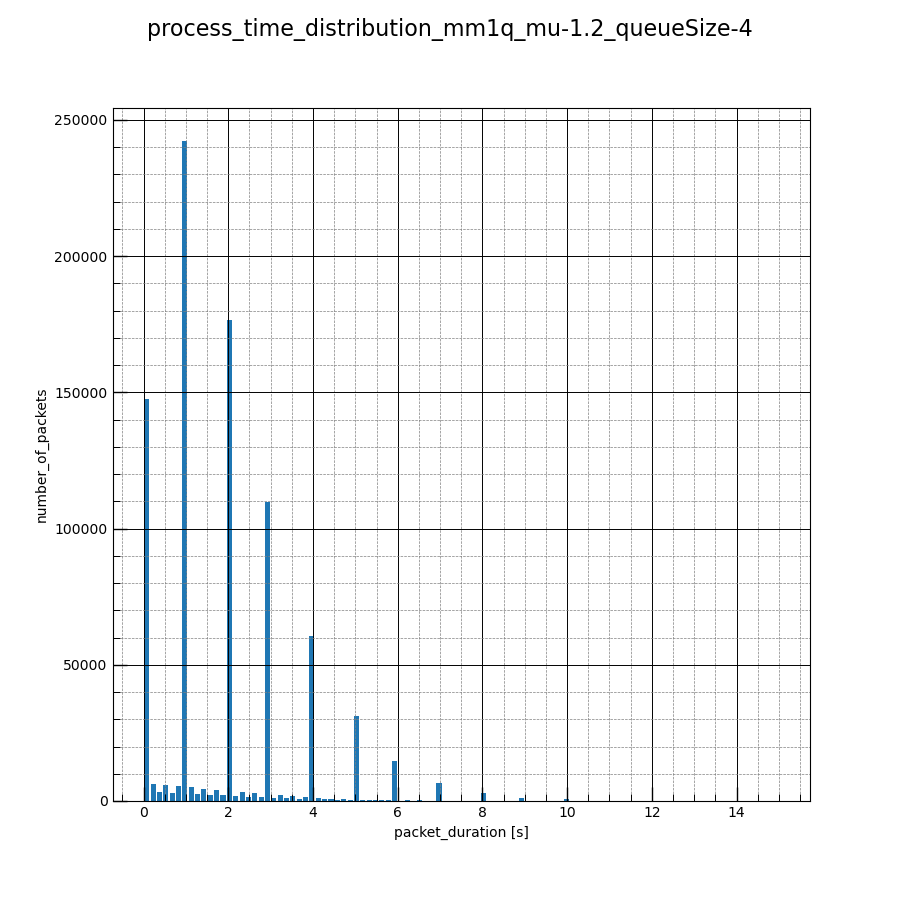 process_time_distribution_mm1q_mu-1.2_queueSize-4
250000
200000
150000
100000
50000
0
number_of_packets
0 2 4 6 8 10 12 14
packet_duration [s]